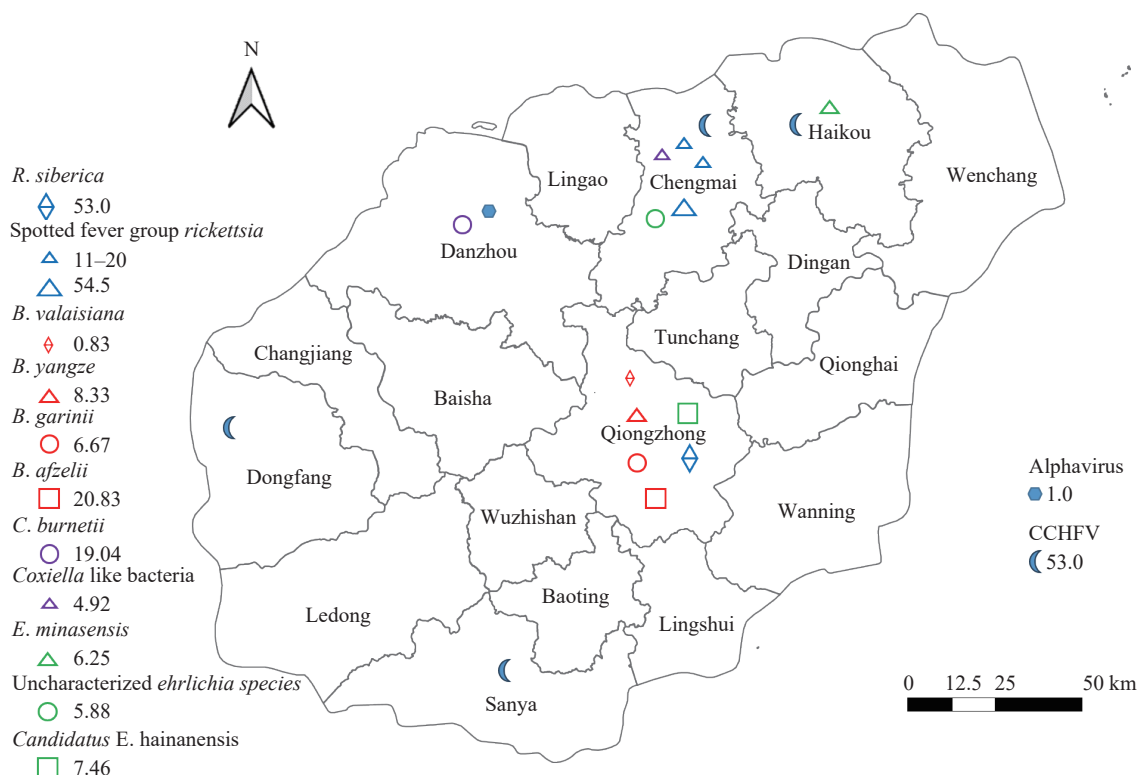 N
R. siberica
53.0
Spotted fever group rickettsia
11–20
54.5
B. valaisiana
0.83
B. yangze
8.33
B. garinii
6.67
B. afzelii
20.83
C. burnetii
19.04
Coxiella like bacteria
4.92
E. minasensis
6.25
Uncharacterized ehrlichia species
5.88
Candidatus E. hainanensis
7.46
Haikou
Wenchang
Lingao
Chengmai
Danzhou
Dingan
Tunchang
Changjiang
Qionghai
Baisha
Qiongzhong
Dongfang
Wuzhishan
Wanning
Baoting
Ledong
Lingshui
Sanya
Alphavirus
1.0
CCHFV
53.0
0 12.5 25 50 km